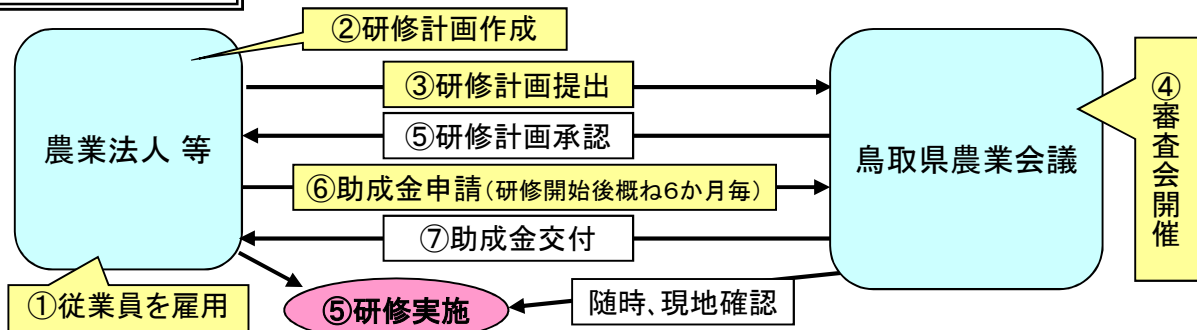 ②研修計画作成
③研修計画提出
④審査会開催
⑤研修計画承認
農業法人 等
鳥取県農業会議
⑥助成金申請(研修開始後概ね6か月毎)
⑦助成金交付
①従業員を雇用
⑤研修実施
随時、現地確認